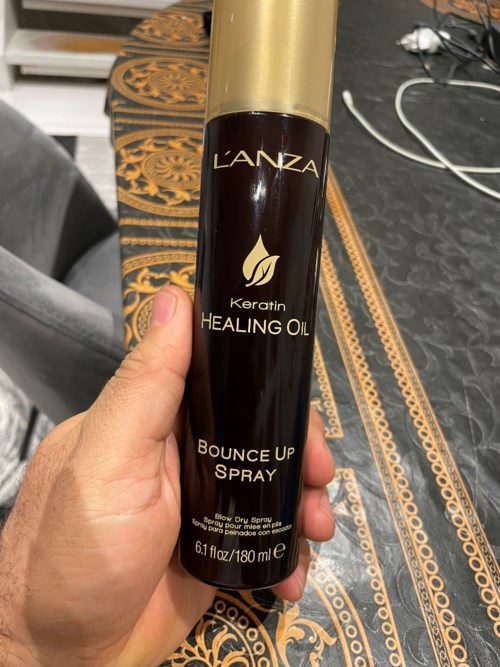 L'ANZA
Keratin
HEALING OIL
BOUNCE UP
SPRAY
Blow Dry Spray
Spray pour mise en plis
Spray para peinados con secador
6.1 fl oz/180 ml ℮